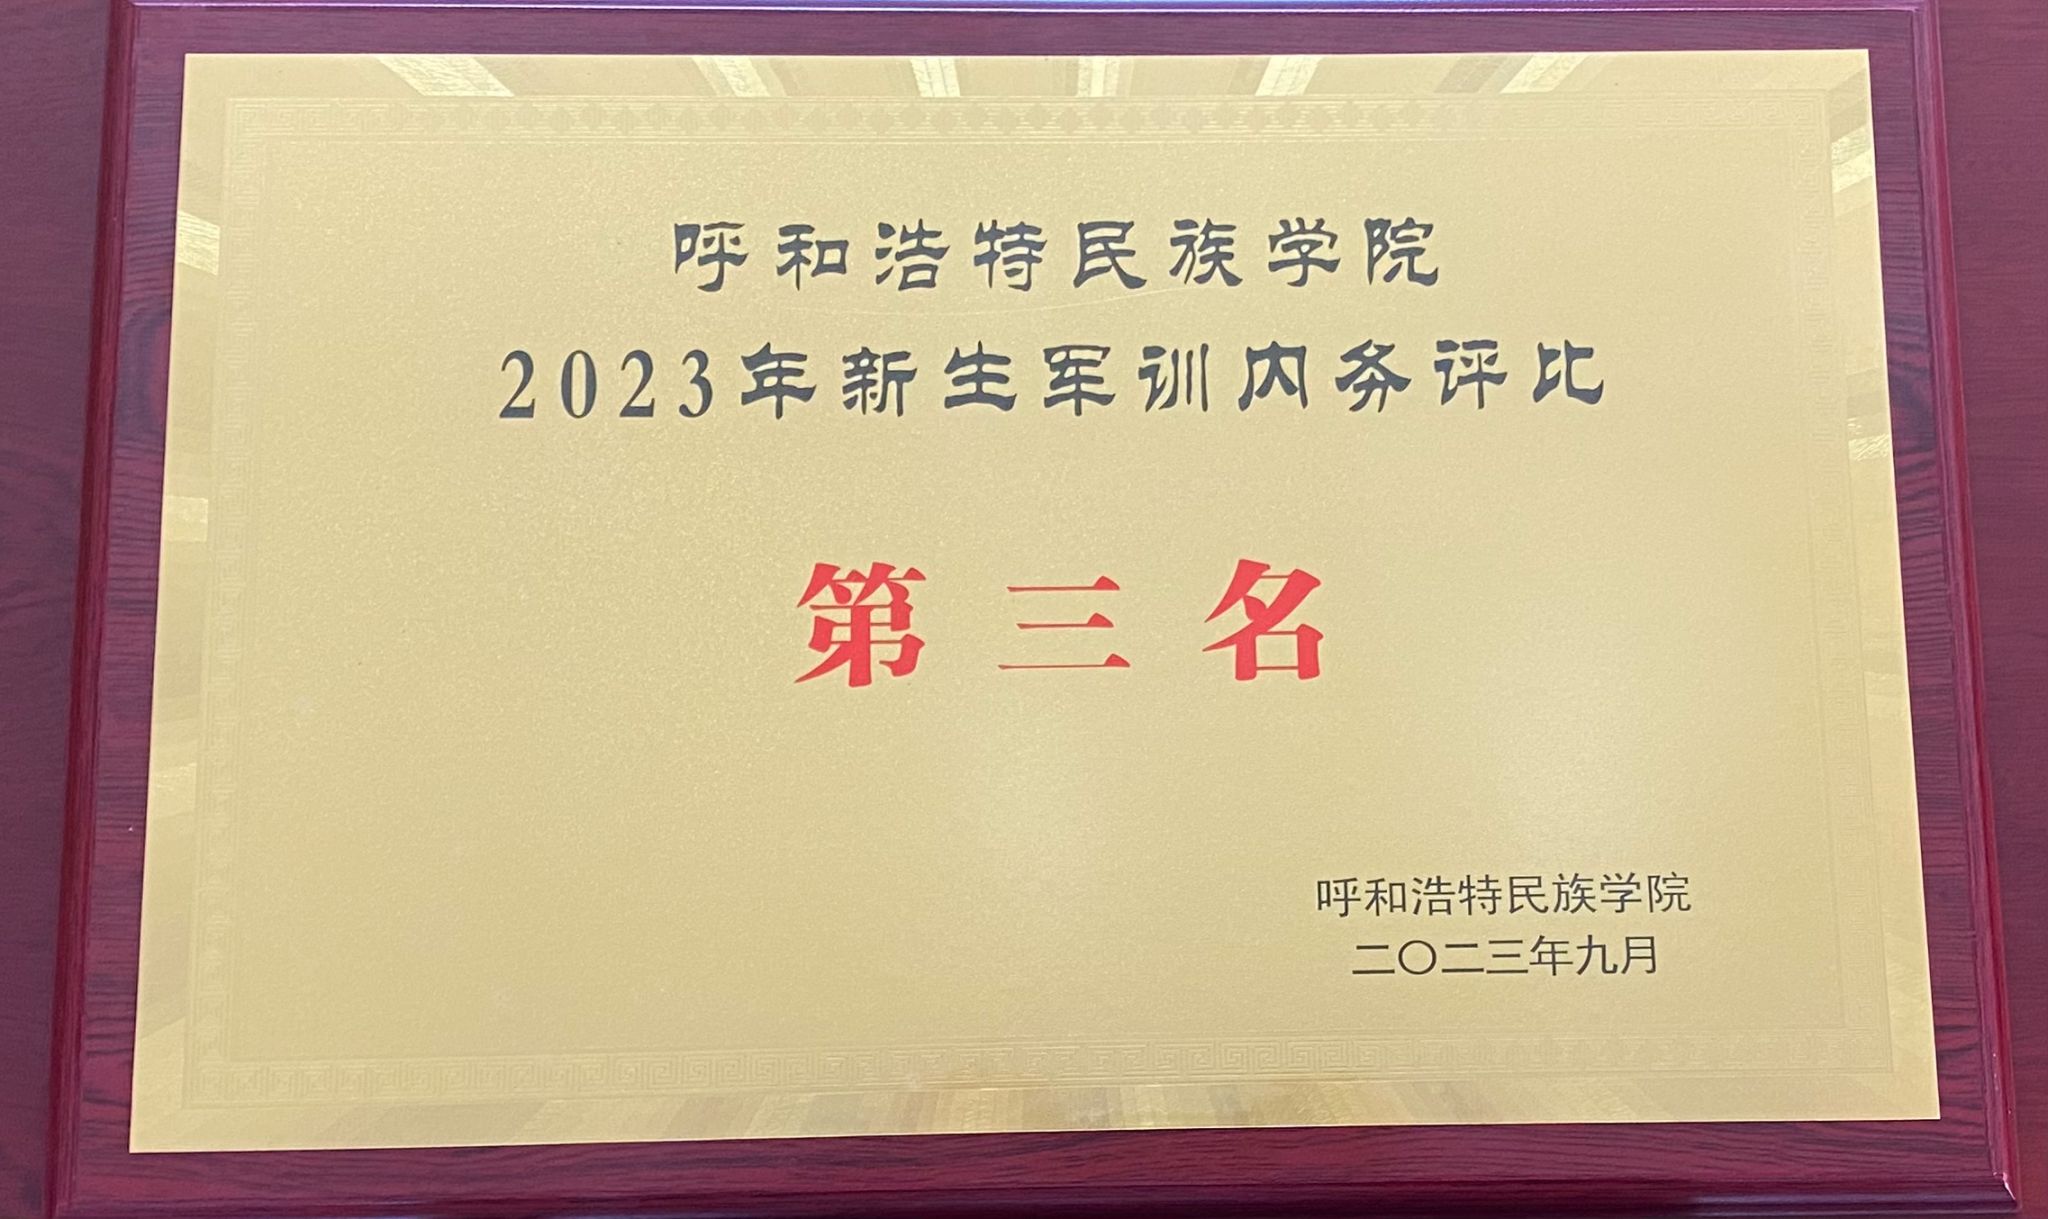 呼和浩特民族学院
2023年新生军训内务评比
第三名
呼和浩特民族学院
二〇二三年九月